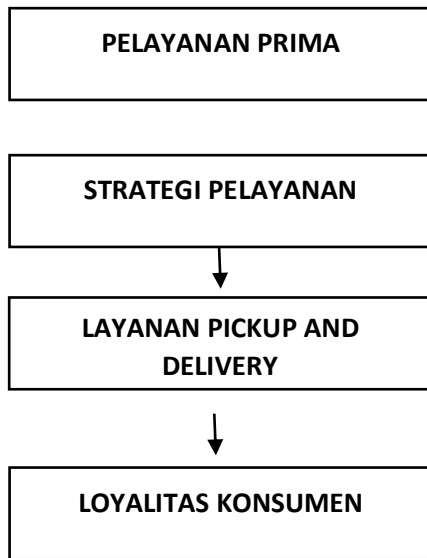 PELAYANAN PRIMA
STRATEGI PELAYANAN
LAYANAN PICKUP AND
DELIVERY
LOYALITAS KONSUMEN